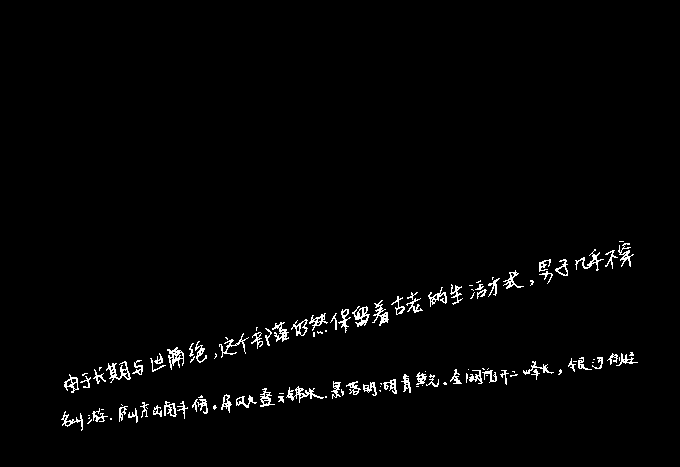 由于长期与世隔绝,这个部落仍然保留着古老的生活方式,男子几乎不穿
名山游.庐山秀出南斗傍。屏风九叠云锦张.影落明湖青黛光.金阙前开二峰长,银河倒挂